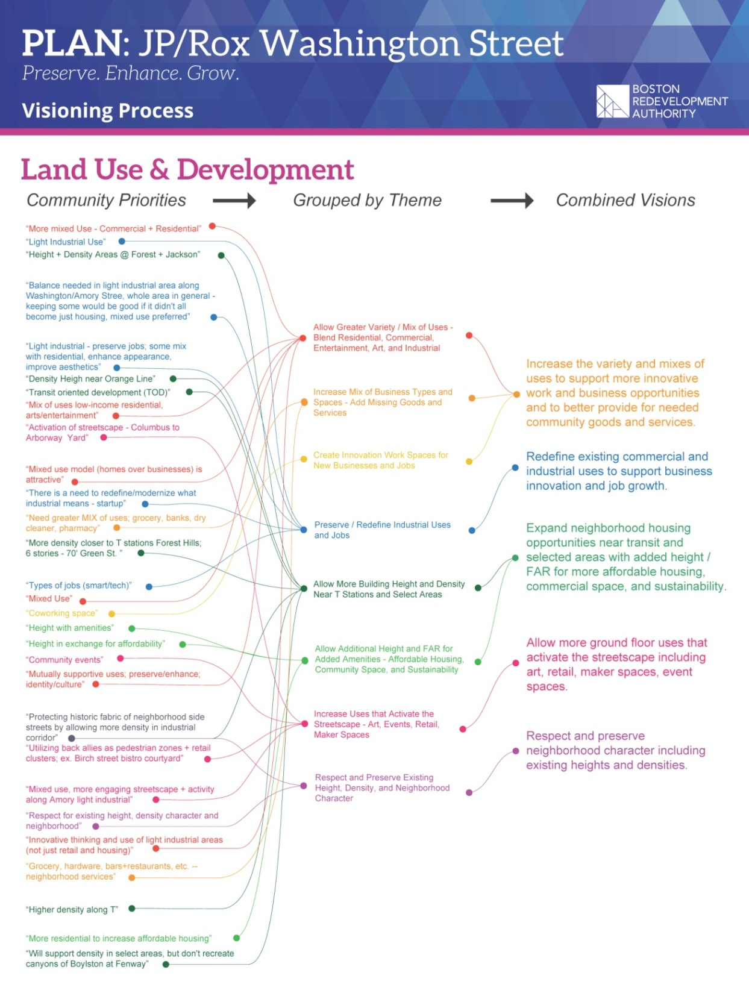 PLAN: JP/Rox Washington Street
Preserve. Enhance. Grow.
Visioning Process
BOSTON
REDEVELOPMENT
AUTHORITY
Land Use & Development
Community Priorities
Grouped by Theme
Combined Visions
“More mixed Use - Commercial + Residential”
“Light Industrial Use”
“Height + Density Areas @ Forest + Jackson”
“Balance needed in light industrial area along
Washington/Amory Stree, whole area in general -
keeping some would be good if it didn't all
become just housing, mixed use preferred”
“Light industrial - preserve jobs; some mix
with residential, enhance appearance,
improve aesthetics”
“Density Heigh near Orange Line”
“Transit oriented development (TOD)”
“Mix of uses low-income residential,
arts/entertainment”
“Activation of streetscape - Columbus to
Arborway Yard”
“Mixed use model (homes over businesses) is
attractive”
“There is a need to redefine/modernize what
industrial means - startup”
“Need greater MIX of uses; grocery, banks, dry
cleaner, pharmacy”
“More density closer to T stations Forest Hills;
6 stories - 70' Green St. ”
“Types of jobs (smart/tech)”
“Mixed Use”
“Coworking space”
“Height with amenities”
“Height in exchange for affordability”
“Community events”
“Mutually supportive uses; preserve/enhance;
identity/culture”
“Protecting historic fabric of neighborhood side
streets by allowing more density in industrial
corridor”
“Utilizing back allies as pedestrian zones + retail
clusters; ex. Birch street bistro courtyard”
“Mixed use, more engaging streetscape + activity
along Amory light industrial”
“Respect for existing height, density character and
neighborhood”
“Innovative thinking and use of light industrial areas
(not just retail and housing)”
“Grocery, hardware, bars+restaurants, etc. --
neighborhood services”
“Higher density along T”
“More residential to increase affordable housing”
“Will support density in select areas, but don't recreate
canyons of Boylston at Fenway”
Allow Greater Variety / Mix of Uses -
Blend Residential, Commercial,
Entertainment, Art, and Industrial
Increase Mix of Business Types and
Spaces - Add Missing Goods and
Services
Create Innovation Work Spaces for
New Businesses and Jobs
Preserve / Redefine Industrial Uses
and Jobs
Allow More Building Height and Density
Near T Stations and Select Areas
Allow Additional Height and FAR for
Added Amenities - Affordable Housing,
Community Space, and Sustainability
Increase Uses that Activate the
Streetscape - Art, Events, Retail,
Maker Spaces
Respect and Preserve Existing
Height, Density, and Neighborhood
Character
Increase the variety and mixes of
uses to support more innovative
work and business opportunities
and to better provide for needed
community goods and services.
Redefine existing commercial and
industrial uses to support business
innovation and job growth.
Expand neighborhood housing
opportunities near transit and
selected areas with added height /
FAR for more affordable housing,
commercial space, and sustainability.
Allow more ground floor uses that
activate the streetscape including
art, retail, maker spaces, event
spaces.
Respect and preserve
neighborhood character including
existing heights and densities.